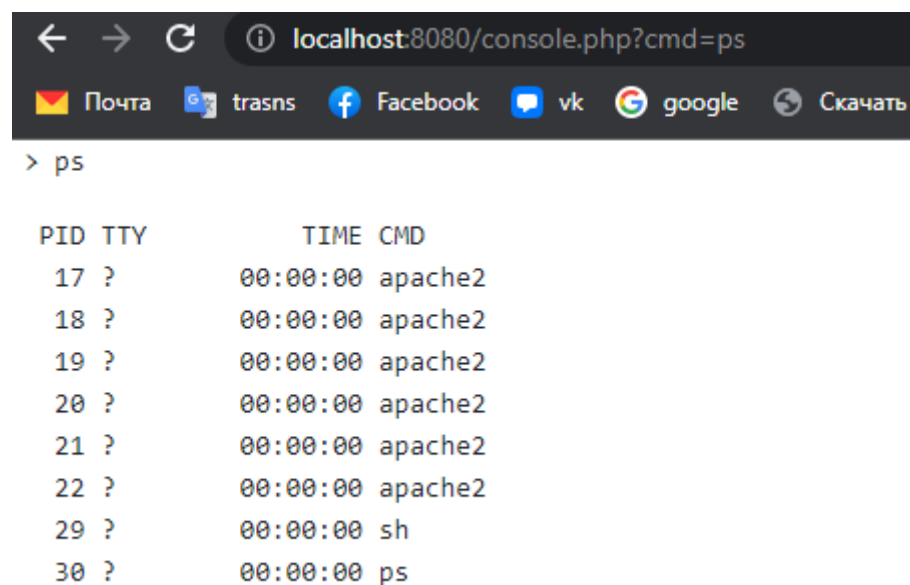 localhost:8080/console.php?cmd=ps
Почта trasns Facebook vk google Скачать
> ps
PID TTY TIME CMD
17 ? 00:00:00 apache2
18 ? 00:00:00 apache2
19 ? 00:00:00 apache2
20 ? 00:00:00 apache2
21 ? 00:00:00 apache2
22 ? 00:00:00 apache2
29 ? 00:00:00 sh
30 ? 00:00:00 ps